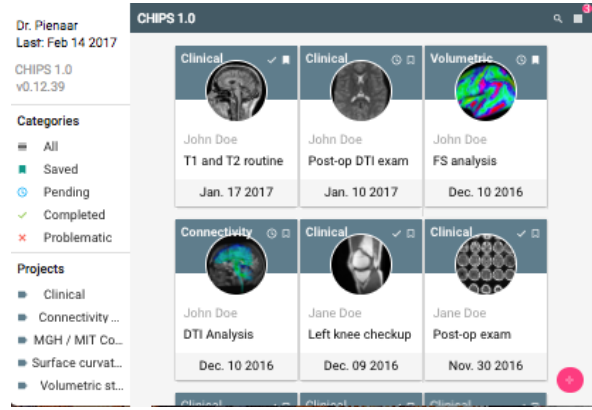 Dr. Pienaar
Last: Feb 14 2017
CHIPS 1.0
v0.12.39
Categories
All
Saved
Pending
Completed
Problematic
Projects
Clinical
Connectivity ...
MGH / MIT Co...
Surface curvat...
Volumetric st...
CHIPS 1.0
3
Clinical
John Doe
T1 and T2 routine
Jan. 17 2017
Clinical
John Doe
Post-op DTI exam
Jan. 10 2017
Volumetric
John Doe
FS analysis
Dec. 10 2016
Connectivity
John Doe
DTI Analysis
Dec. 10 2016
Clinical
Jane Doe
Left knee checkup
Dec. 09 2016
Clinical
Jane Doe
Post-op exam
Nov. 30 2016
Clinical
Clinical
Clinical